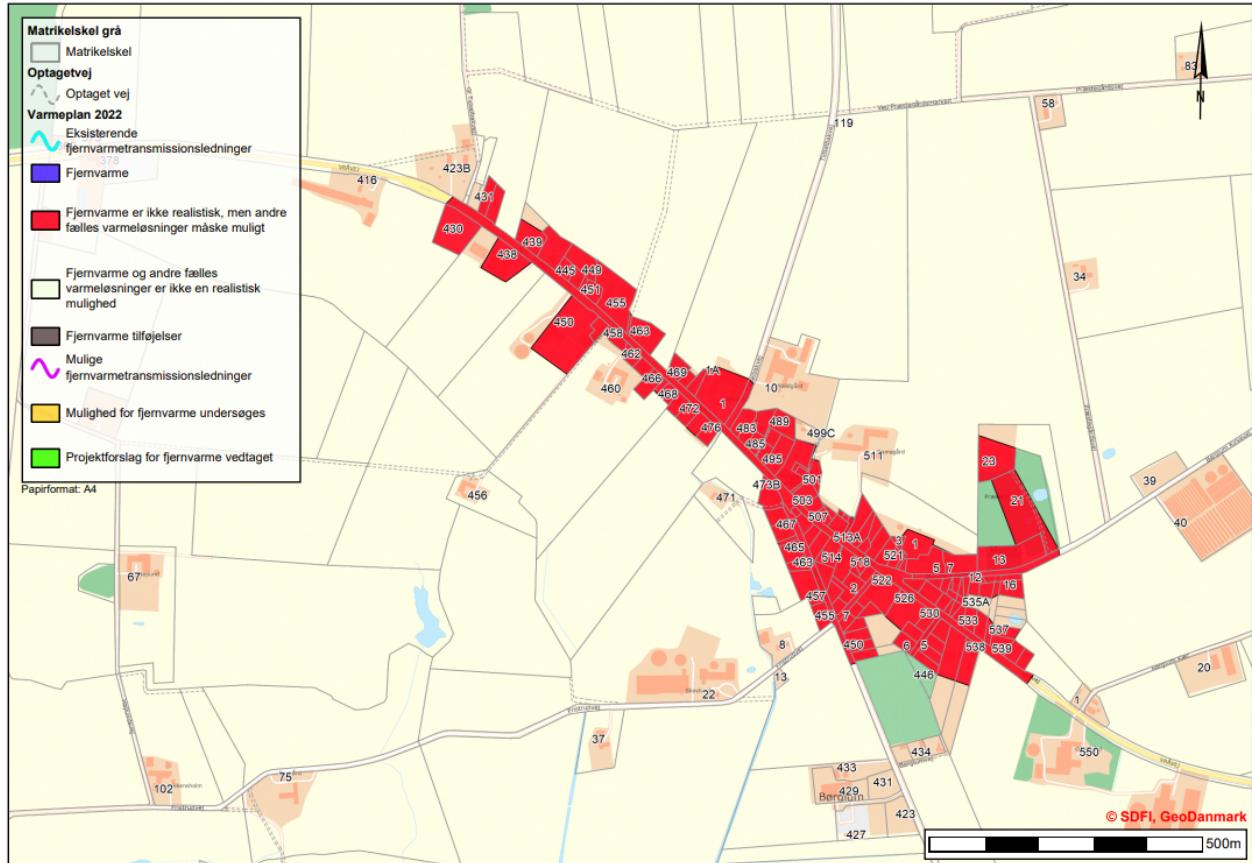 Matrikelskel grå
Matrikelskel
Optagetvej
Optaget vej
Varmeplan 2022
Eksisterende
fjernvarmetransmissionsledninger
Fjernvarme
Fjernvarme er ikke realistisk, men andre
fælles varmeløsninger måske muligt
Fjernvarme og andre fælles
varmeløsninger er ikke en realistisk
mulighed
Fjernvarme tilføjelser
Mulige
fjernvarmetransmissionsledninger
Mulighed for fjernvarme undersøges
Projektforslag for fjernvarme vedtaget
Papirformat: A4
N
83
58
119
378
423B
416
431
430
439
438
34
445
449
451
455
450
458
463
462
460
466
469
1A
468
1
10
472
476
483
489
485
499C
495
511
23
501
473B
503
456
471
21
39
40
467
507
513A
3
1
465
514
518
521
5
7
13
463
522
12
16
67
2
457
526
535A
455
7
530
533
537
450
6
5
538
539
8
446
13
22
20
1
37
434
550
75
102
433
431
Børglum
429
423
427
Fristrupvej
Fristrupvej
© SDFI, GeoDanmark
500m